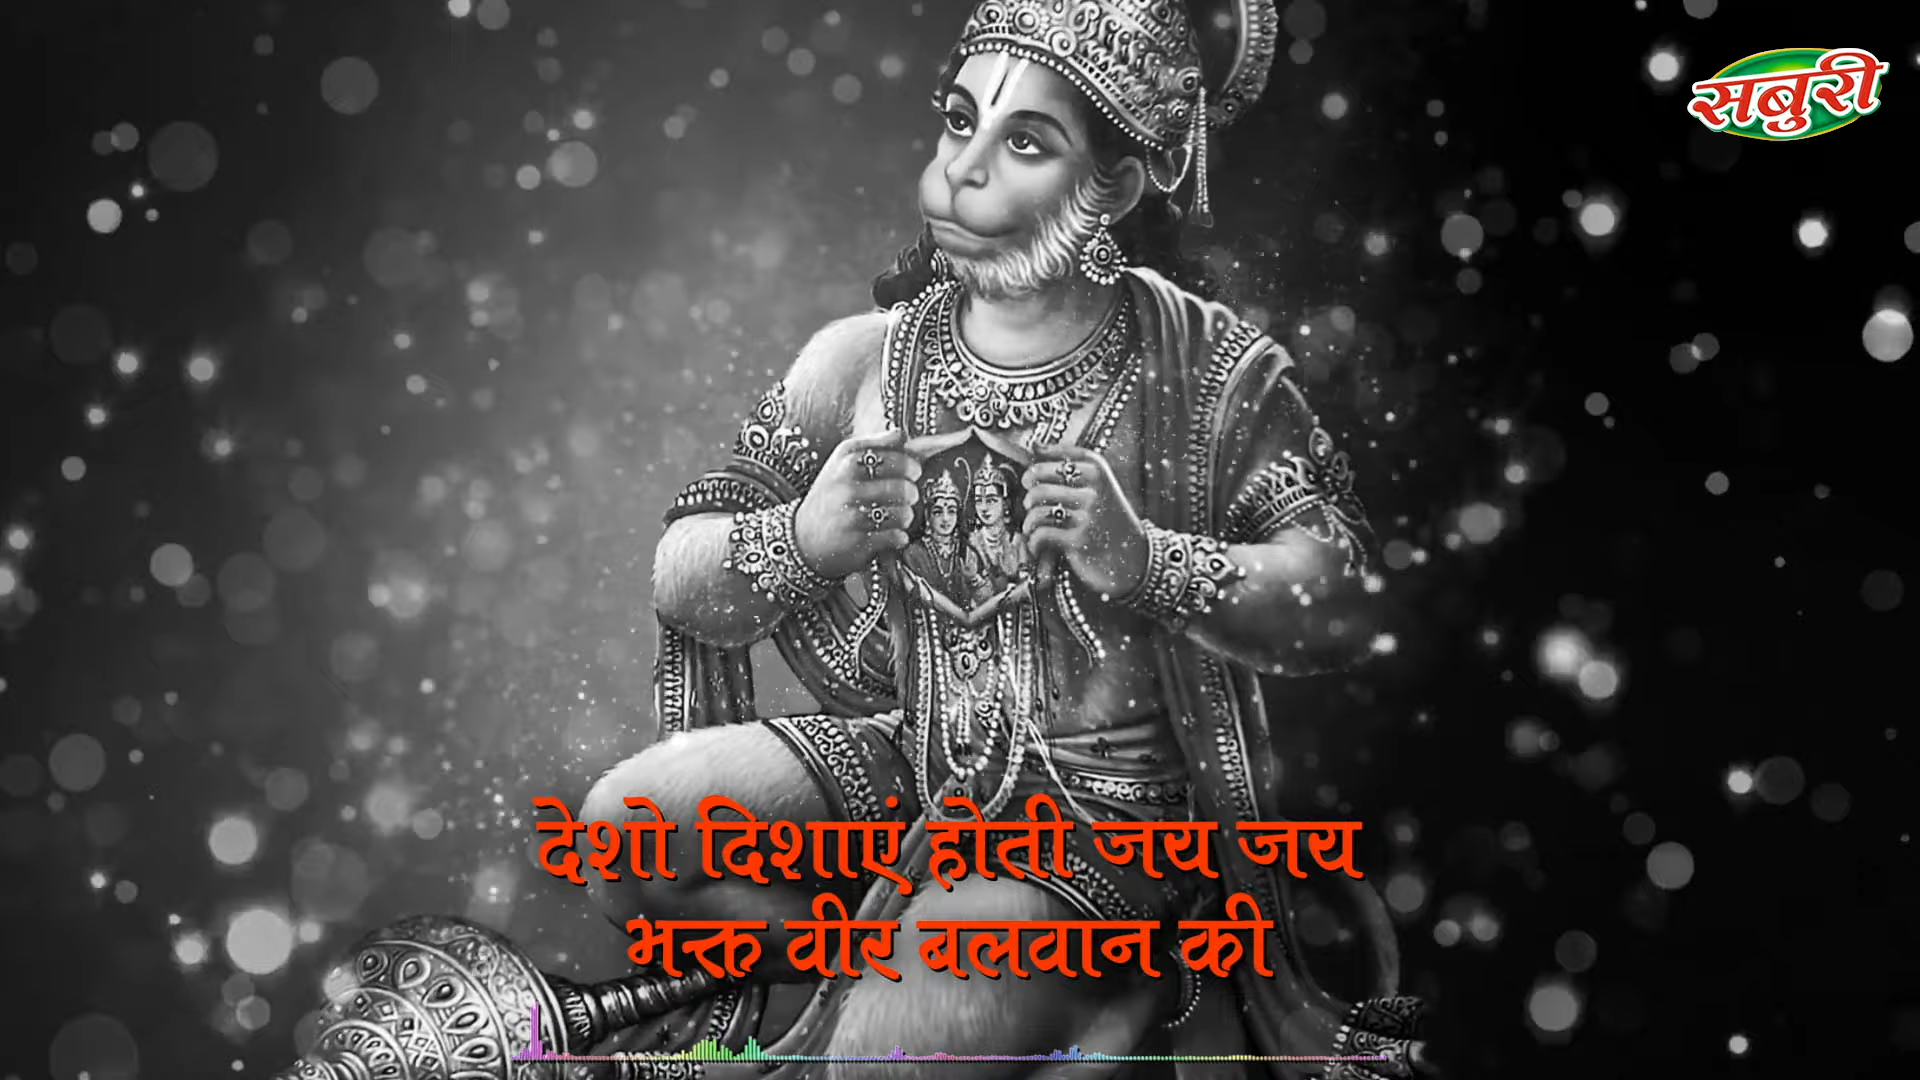 सबुरी
देशो दिशाएं होती जय जय
भक्त वीर बलवान की